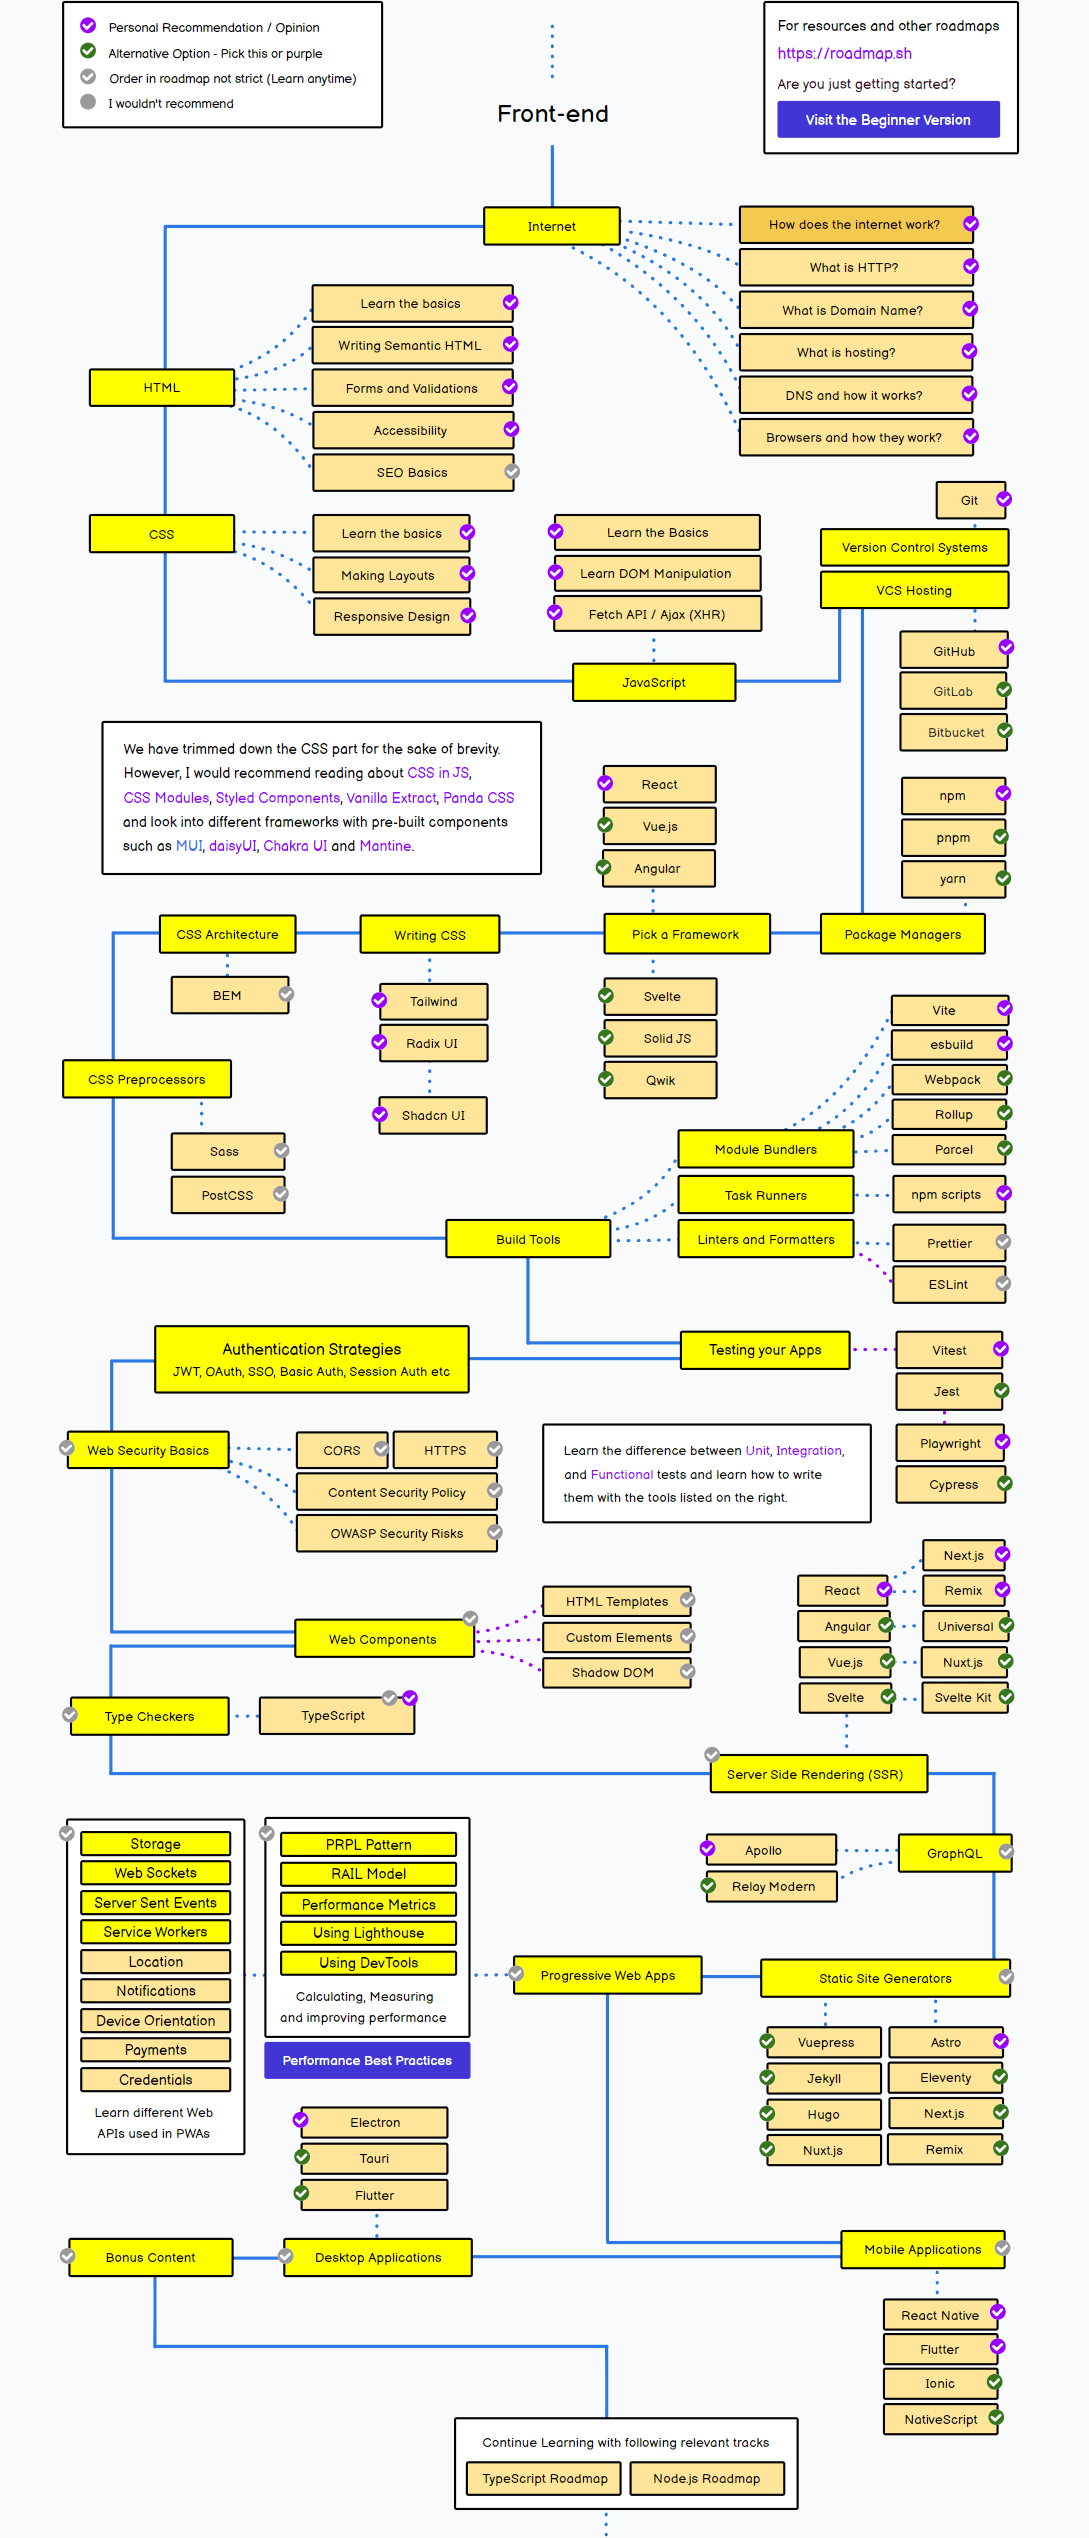 Personal Recommendation / Opinion
Alternative Option - Pick this or purple
Order in roadmap not strict (Learn anytime)
I wouldn't recommend
For resources and other roadmaps
https://roadmap.sh
Are you just getting started?
Visit the Beginner Version
Front-end
Internet
How does the internet work?
What is HTTP?
What is Domain Name?
What is hosting?
DNS and how it works?
Browsers and how they work?
HTML
Learn the basics
Writing Semantic HTML
Forms and Validations
Accessibility
SEO Basics
CSS
Learn the basics
Making Layouts
Responsive Design
Learn the Basics
Learn DOM Manipulation
Fetch API / Ajax (XHR)
JavaScript
Git
Version Control Systems
VCS Hosting
GitHub
GitLab
Bitbucket
We have trimmed down the CSS part for the sake of brevity.
However, I would recommend reading about CSS in JS,
CSS Modules, Styled Components, Vanilla Extract, Panda CSS
and look into different frameworks with pre-built components
such as MUI, daisyUI, Chakra UI and Mantine.
React
Vue.js
Angular
npm
pnpm
yarn
CSS Architecture
Writing CSS
Pick a Framework
Package Managers
BEM
Tailwind
Radix UI
Shadcn UI
Svelte
Solid JS
Qwik
CSS Preprocessors
Sass
PostCSS
Vite
esbuild
Webpack
Rollup
Parcel
Module Bundlers
Task Runners
npm scripts
Build Tools
Linters and Formatters
Prettier
ESLint
Authentication Strategies
JWT, OAuth, SSO, Basic Auth, Session Auth etc
Testing your Apps
Vitest
Jest
Playwright
Cypress
Web Security Basics
CORS
HTTPS
Content Security Policy
OWASP Security Risks
Learn the difference between Unit, Integration,
and Functional tests and learn how to write
them with the tools listed on the right.
Web Components
HTML Templates
Custom Elements
Shadow DOM
Next.js
React
Remix
Angular
Universal
Vue.js
Nuxt.js
Svelte
Svelte Kit
Type Checkers
TypeScript
Server Side Rendering (SSR)
Apollo
Relay Modern
GraphQL
Storage
Web Sockets
Server Sent Events
Service Workers
Location
Notifications
Device Orientation
Payments
Credentials
Learn different Web
APIs used in PWAs
PRPL Pattern
RAIL Model
Performance Metrics
Using Lighthouse
Using DevTools
Calculating, Measuring
and improving performance
Performance Best Practices
Progressive Web Apps
Static Site Generators
Vuepress
Astro
Jekyll
Eleventy
Hugo
Next.js
Nuxt.js
Remix
Electron
Tauri
Flutter
Bonus Content
Desktop Applications
Mobile Applications
React Native
Flutter
Ionic
NativeScript
Continue Learning with following relevant tracks
TypeScript Roadmap
Node.js Roadmap